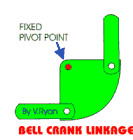 FIXED
PIVOT POINT
By V.Ryan
BELL CRANK LINKAGE